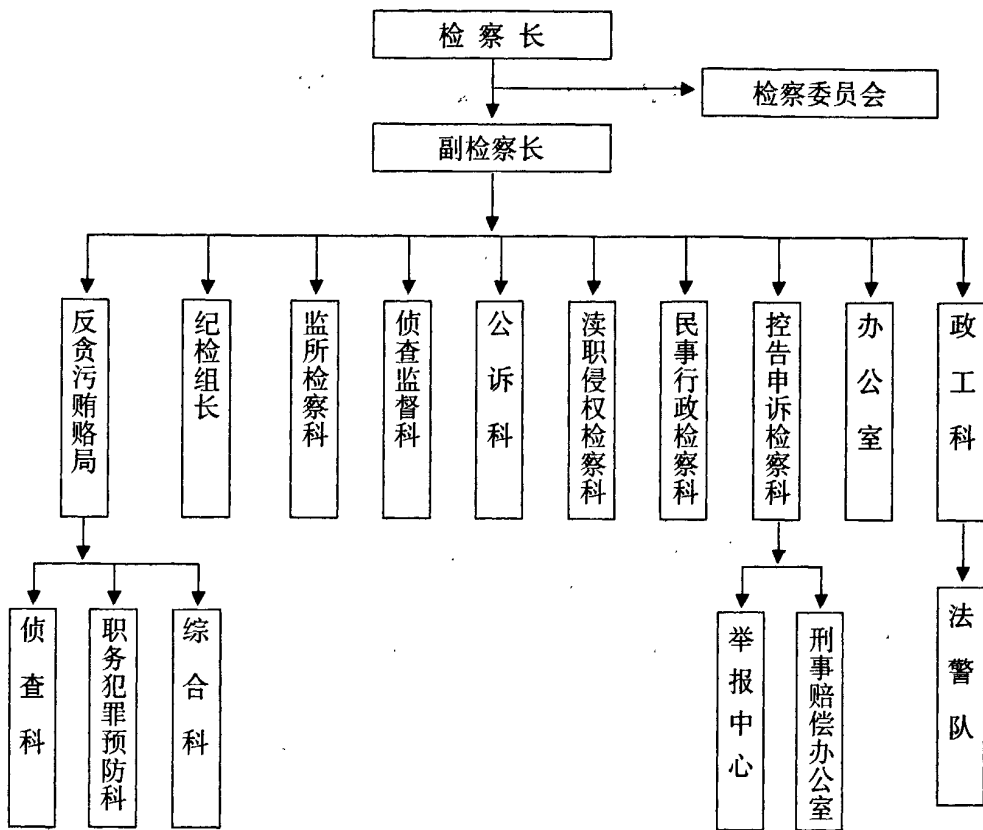 检察长
检察委员会
副检察长
反贪污贿赂局
纪检组长
监所检察科
侦查监督科
公诉科
渎职侵权检察科
民事行政检察科
控告申诉检察科
办公室
政工科
侦查科
职务犯罪预防科
综合科
举报中心
刑事赔偿办公室
法警队